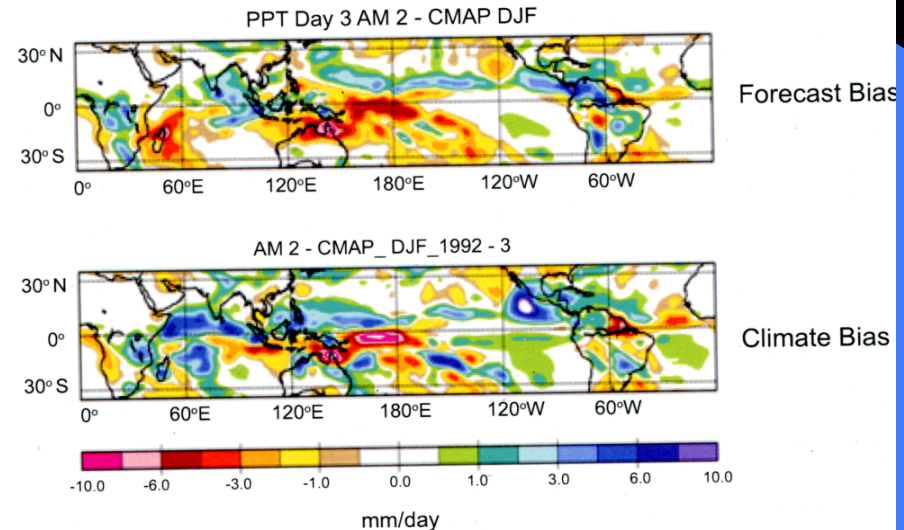 PPT Day 3 AM 2 - CMAP DJF
30° N
0°
30° S
0° 60°E 120°E 180°E 120°W 60°W
Forecast Bias
AM 2 - CMAP_ DJF_1992 - 3
30° N
0°
30° S
0° 60°E 120°E 180°E 120°W 60°W
Climate Bias
-10.0 -6.0 -3.0 -1.0 0.0 1.0 3.0 6.0 10.0
mm/day